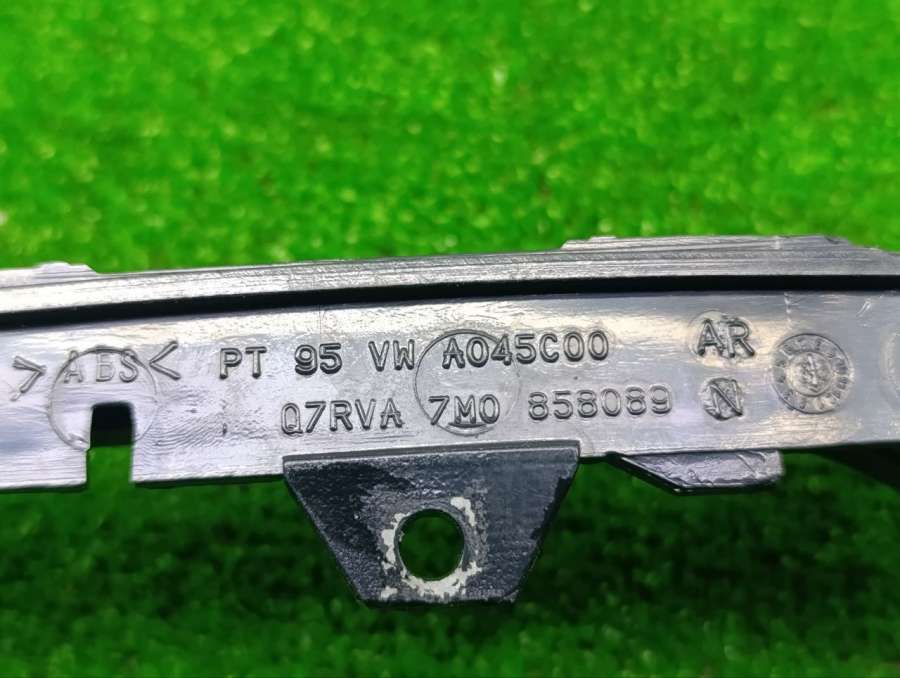 >ABS< PT 95 VW A045C00 AR
Q7RVA 7M0 858089 N